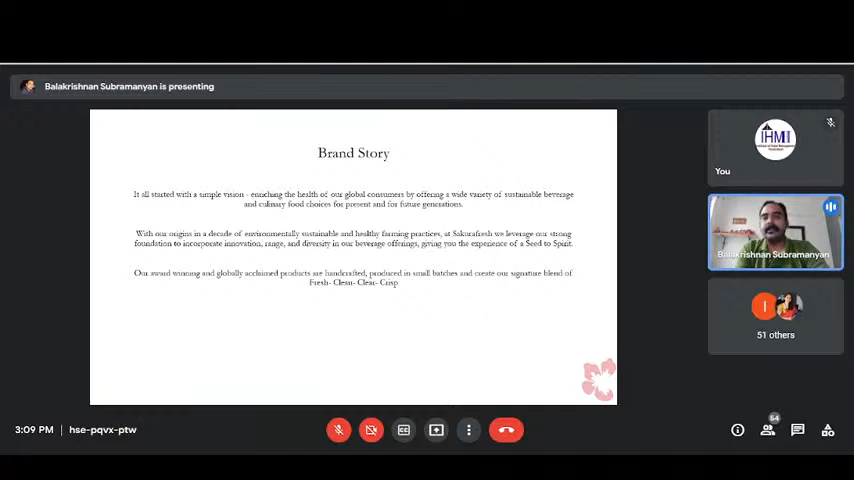 Balakrishnan Subramanyan is presenting
Brand Story
It all started with a simple vision - enriching the health of our global consumers by offering a wide variety of sustainable beverage
and culinary food choices for present and for future generations.
With our origins in a decade of environmentally sustainable and healthy farming practices, at Sakurafresh we leverage our strong
foundation to incorporate innovation, range, and diversity in our beverage offerings, giving you the experience of a Seed to Spirit.
Our award winning and globally acclaimed products are handcrafted, produced in small batches and create our signature blend of
Fresh- Clean- Clear- Crisp
IHM
You
Balakrishnan Subramanyan
I
51 others
3:09 PM | hse-pqvx-ptw
54